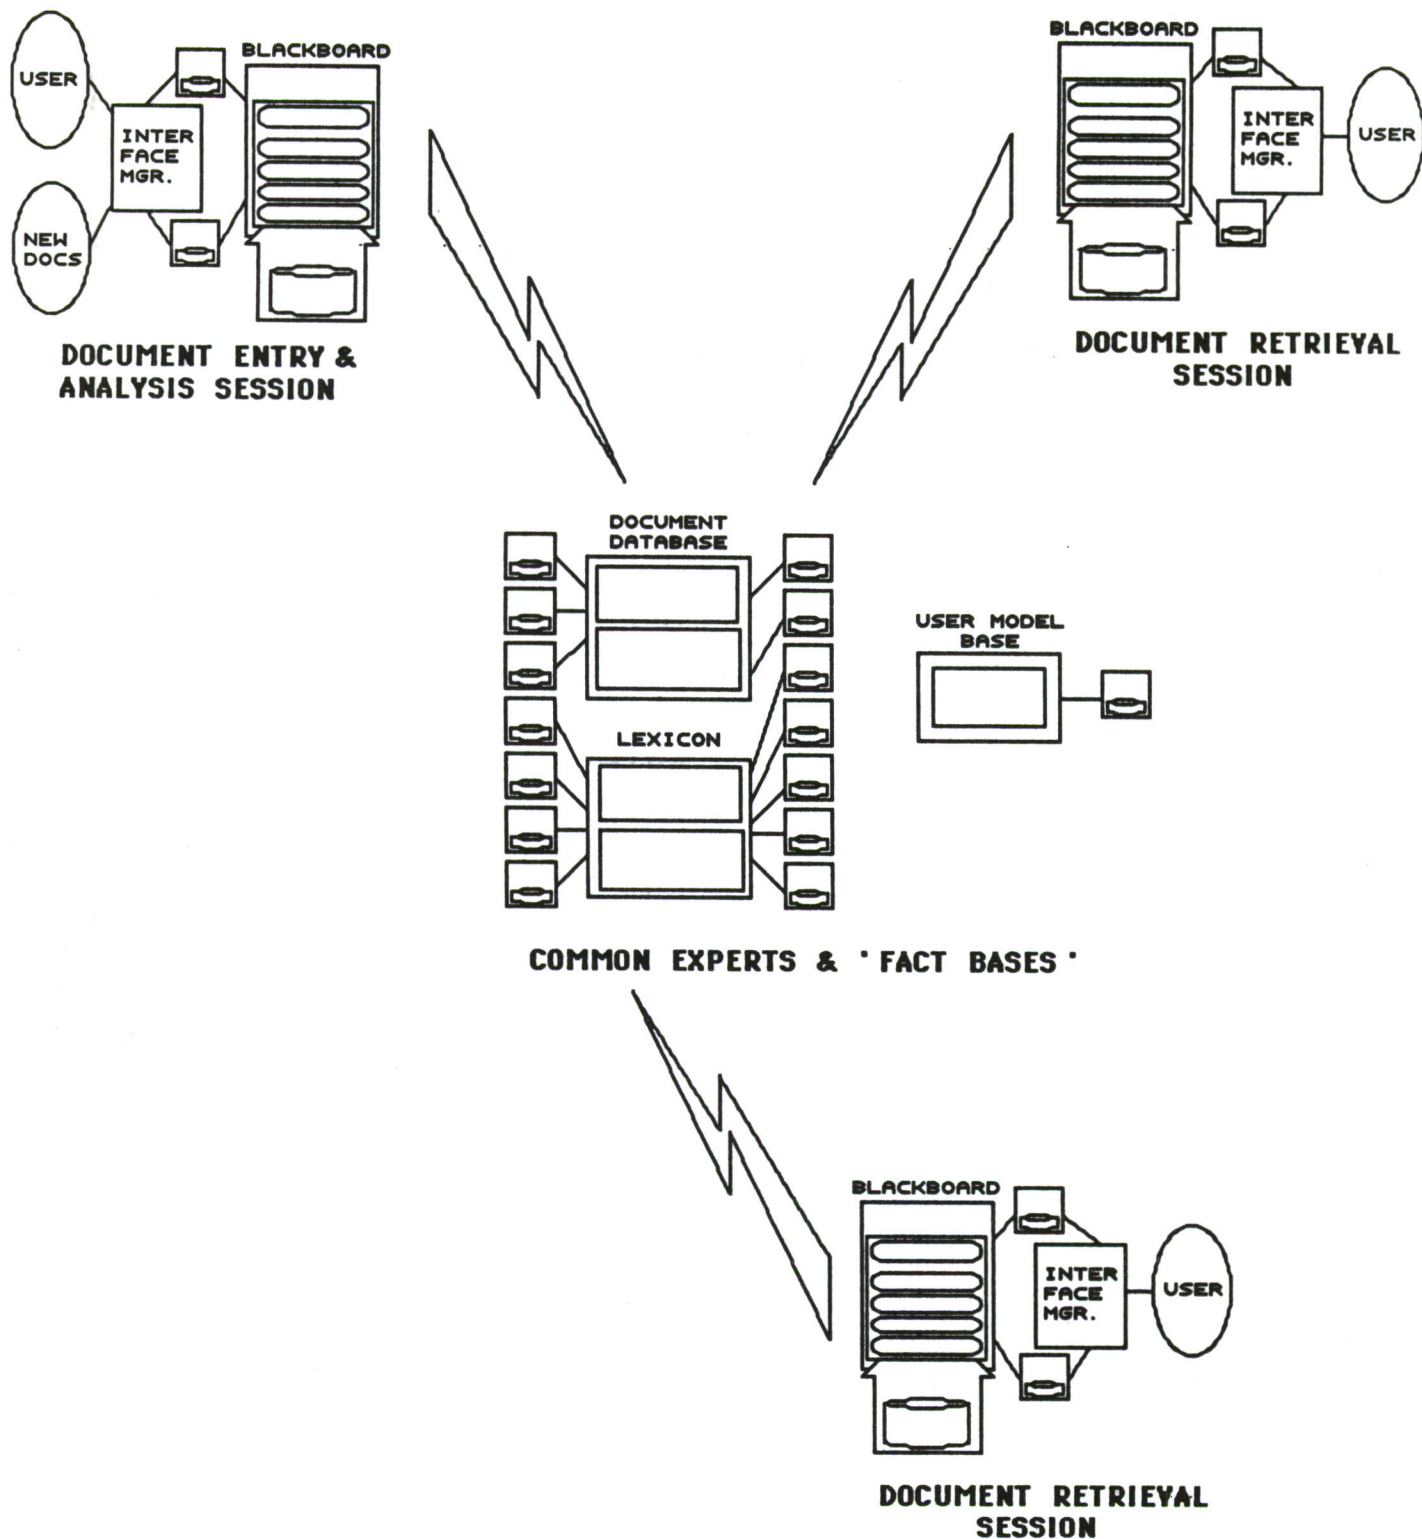 BLACKBOARD
USER
INTER
FACE
MGR.
NEW
DOCS
DOCUMENT ENTRY &
ANALYSIS SESSION
BLACKBOARD
INTER
FACE
MGR.
USER
DOCUMENT RETRIEVAL
SESSION
DOCUMENT
DATABASE
USER MODEL
BASE
LEXICON
COMMON EXPERTS & "FACT BASES"
BLACKBOARD
INTER
FACE
MGR.
USER
DOCUMENT RETRIEVAL
SESSION